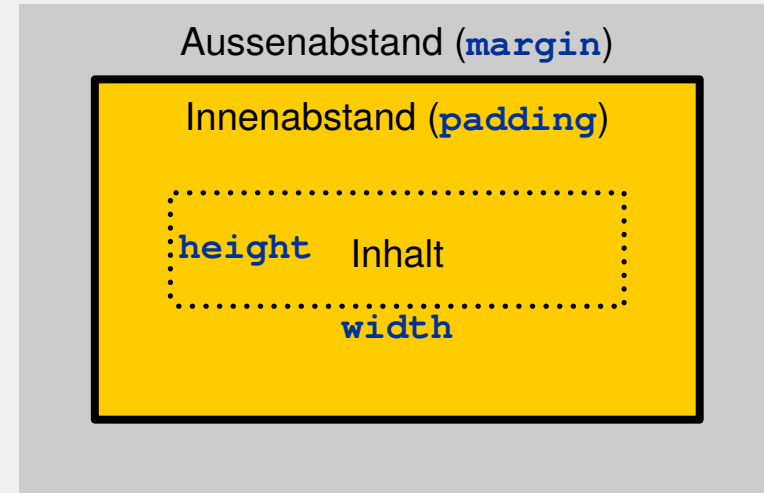 Aussenabstand (margin)
Innenabstand (padding)
height Inhalt
width